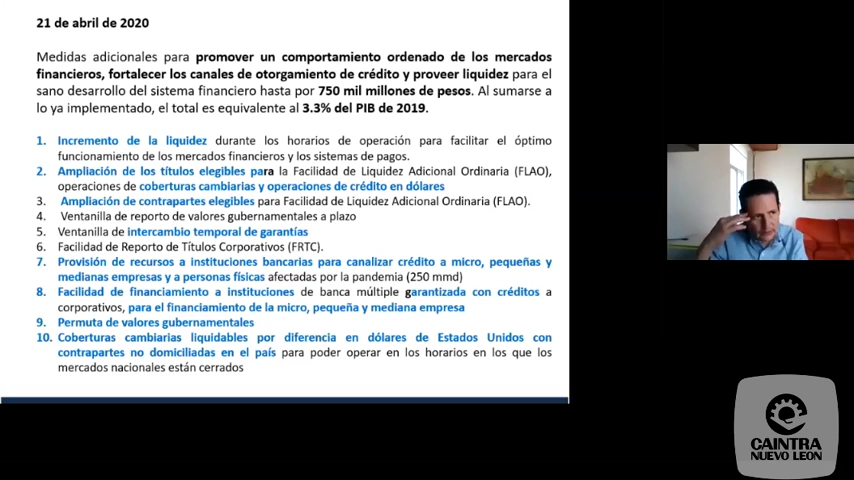 21 de abril de 2020
Medidas adicionales para promover un comportamiento ordenado de los mercados
financieros, fortalecer los canales de otorgamiento de crédito y proveer liquidez para el
sano desarrollo del sistema financiero hasta por 750 mil millones de pesos. Al sumarse a
lo ya implementado, el total es equivalente al 3.3% del PIB de 2019.
1. Incremento de la liquidez durante los horarios de operación para facilitar el óptimo
funcionamiento de los mercados financieros y los sistemas de pagos.
2. Ampliación de los títulos elegibles para la Facilidad de Liquidez Adicional Ordinaria (FLAO),
operaciones de coberturas cambiarias y operaciones de crédito en dólares
3. Ampliación de contrapartes elegibles para Facilidad de Liquidez Adicional Ordinaria (FLAO).
4. Ventanilla de reporto de valores gubernamentales a plazo
5. Ventana de intercambio temporal de garantías
6. Facilidad de Reporto de Títulos Corporativos (FRTC).
7. Provisión de recursos a instituciones bancarias para canalizar crédito a micro, pequeñas y
medianas empresas y a personas físicas afectadas por la pandemia (250 mmd)
8. Facilidad de financiamiento a instituciones de banca múltiple garantizada con créditos a
corporativos, para el financiamiento de la micro, pequeña y mediana empresa
9. Permuta de valores gubernamentales
10. Coberturas cambiarias liquidables por diferencia en dólares de Estados Unidos con
contrapartes no domiciliadas en el país para poder operar en los horarios en los que los
mercados nacionales están cerrados
CAINTRA
NUEVO LEON